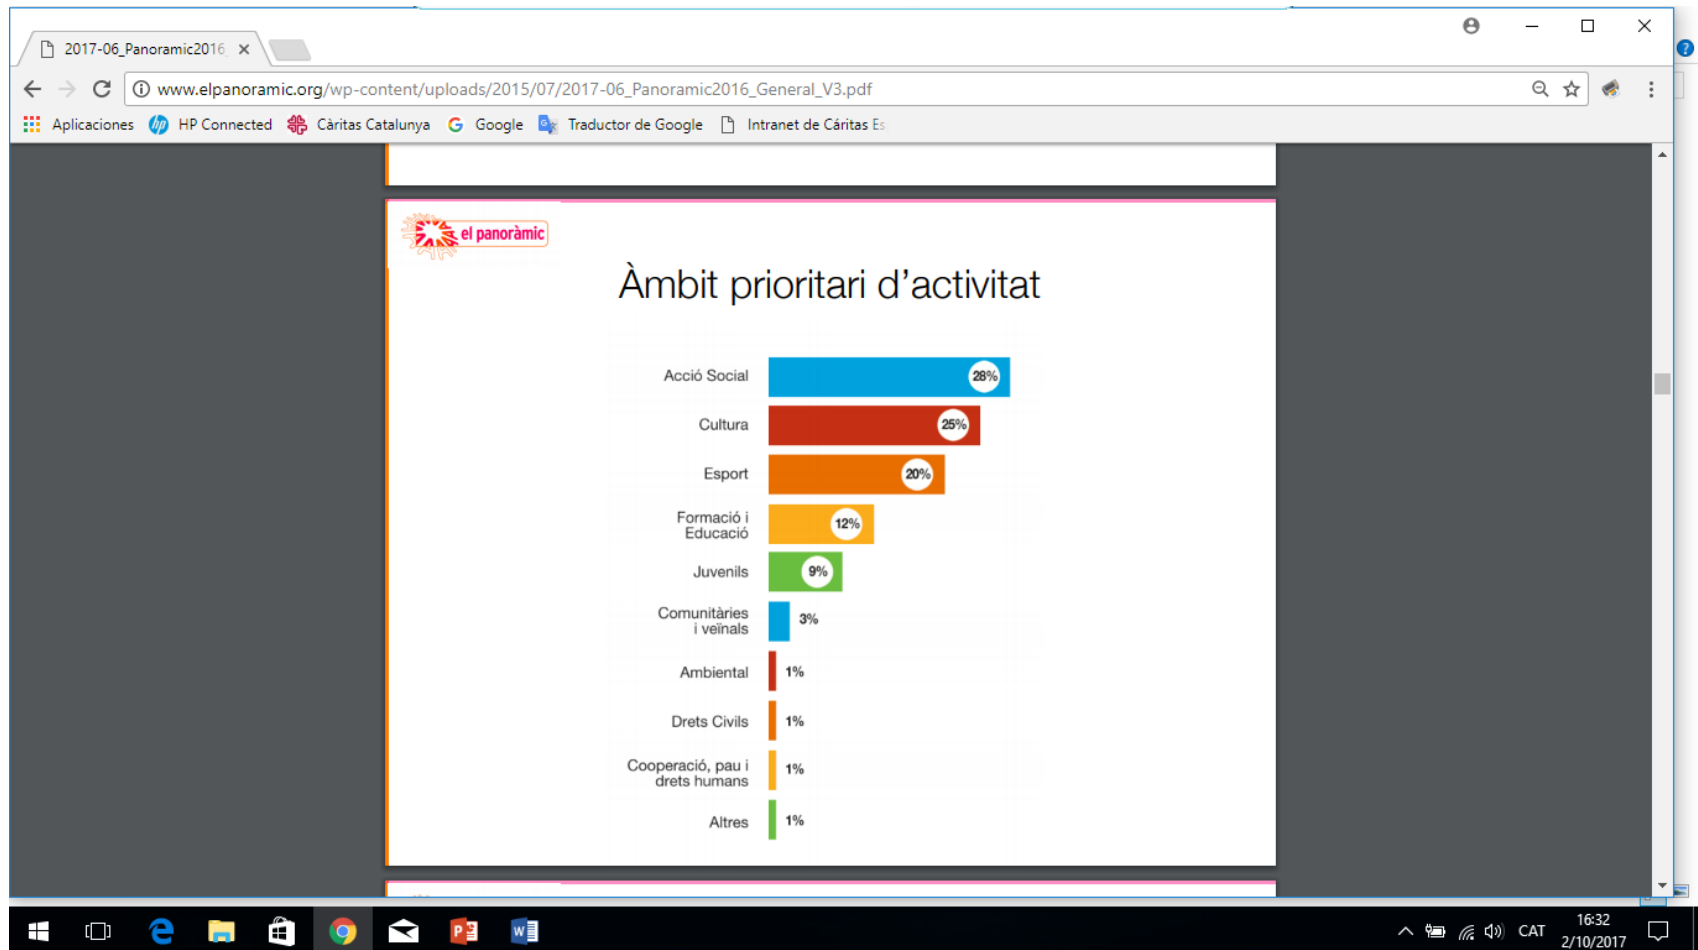 2017-06_Panoramic2016_
www.elpanoramic.org/wp-content/uploads/2015/07/2017-06_Panoramic2016_General_V3.pdf
Aplicaciones HP Connected Càritas Catalunya Google Traductor de Google Intranet de Cáritas Es
el panoràmic
Àmbit prioritari d’activitat
Acció Social 28%
Cultura 25%
Esport 20%
Formació i
Educació 12%
Juvenils 9%
Comunitàries
i veïnals 3%
Ambiental 1%
Drets Civils 1%
Cooperació, pau i
drets humans 1%
Altres 1%
CAT
16:32
2/10/2017